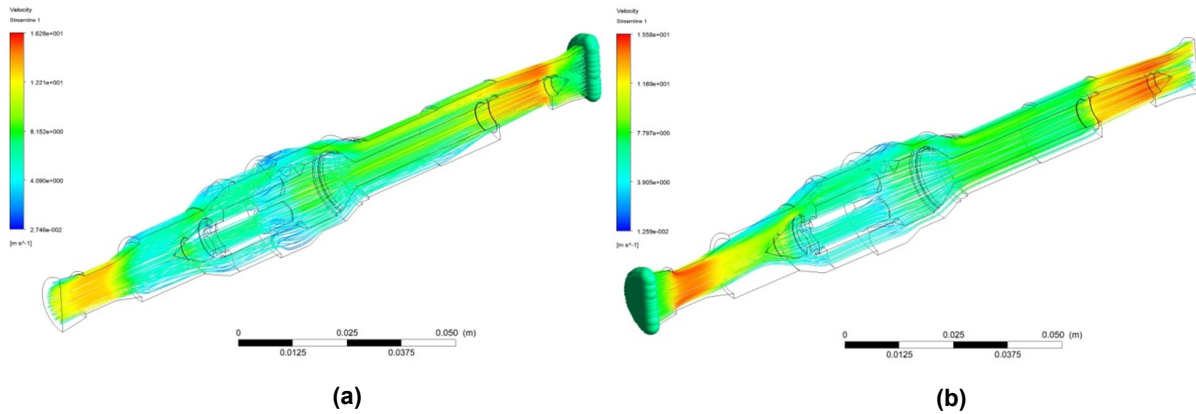 Velocity
Streamline 1
1.628e+001
1.221e+001
8.152e+000
4.090e+000
2.746e-002
[m s^-1]
0 0.025 0.050 (m)
0.0125 0.0375
(a)
Velocity
Streamline 1
1.558e+001
1.169e+001
7.797e+000
3.905e+000
1.259e-002
[m s^-1]
0 0.025 0.050 (m)
0.0125 0.0375
(b)